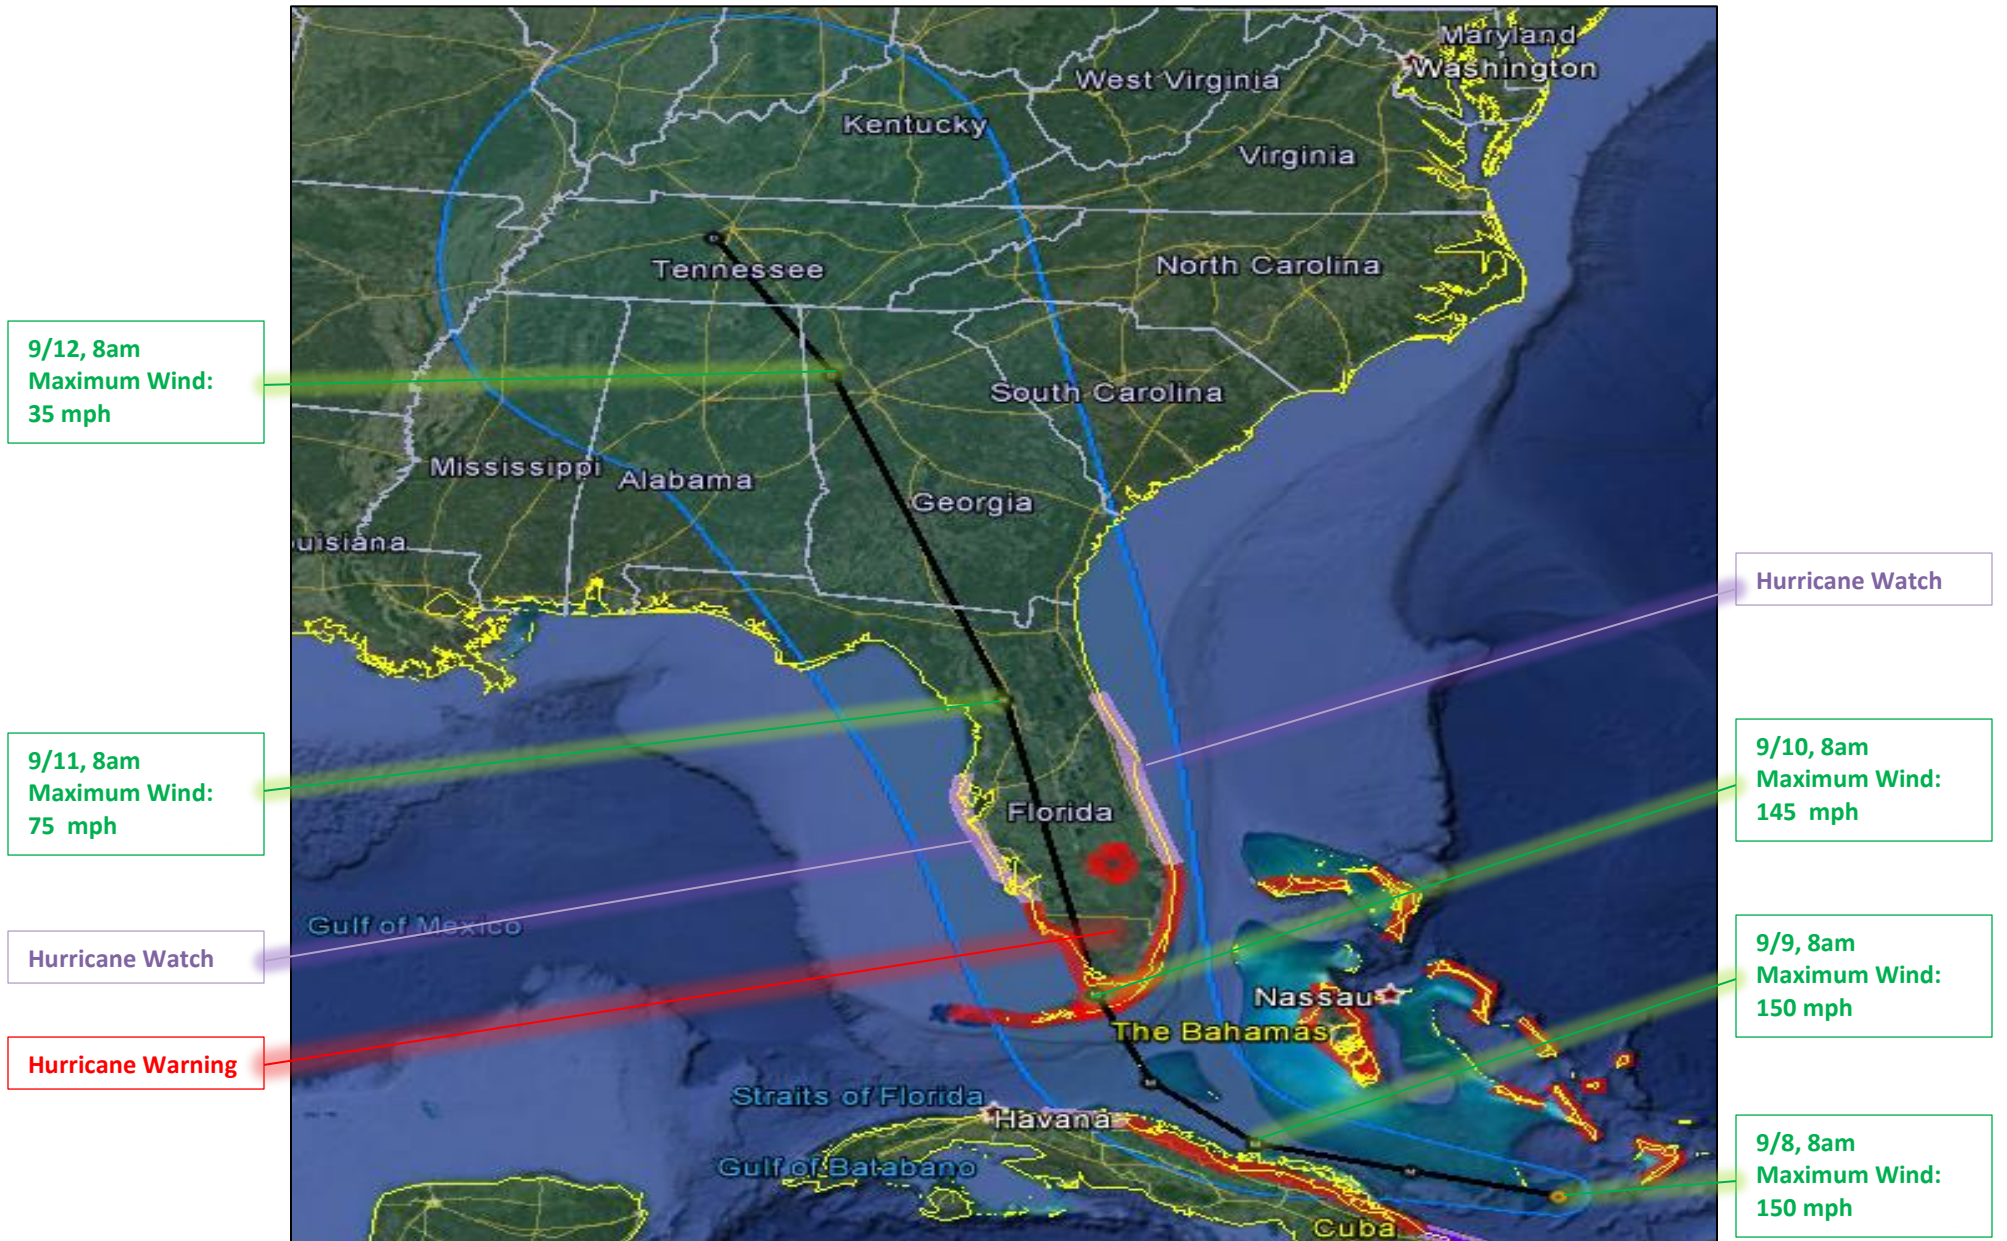 Maryland
Washington
West Virginia
Kentucky
Virginia
Tennessee
North Carolina
9/12, 8am
Maximum Wind:
35 mph
South Carolina
Mississippi
Alabama
Georgia
uisiana
Hurricane Watch
9/11, 8am
Maximum Wind:
75 mph
9/10, 8am
Maximum Wind:
145 mph
Florida
Gulf of Mexico
Hurricane Watch
9/9, 8am
Maximum Wind:
150 mph
Nassau
The Bahamas
Hurricane Warning
Straits of Florida
Havana
Gulf of Batabano
9/8, 8am
Maximum Wind:
150 mph
Cuba